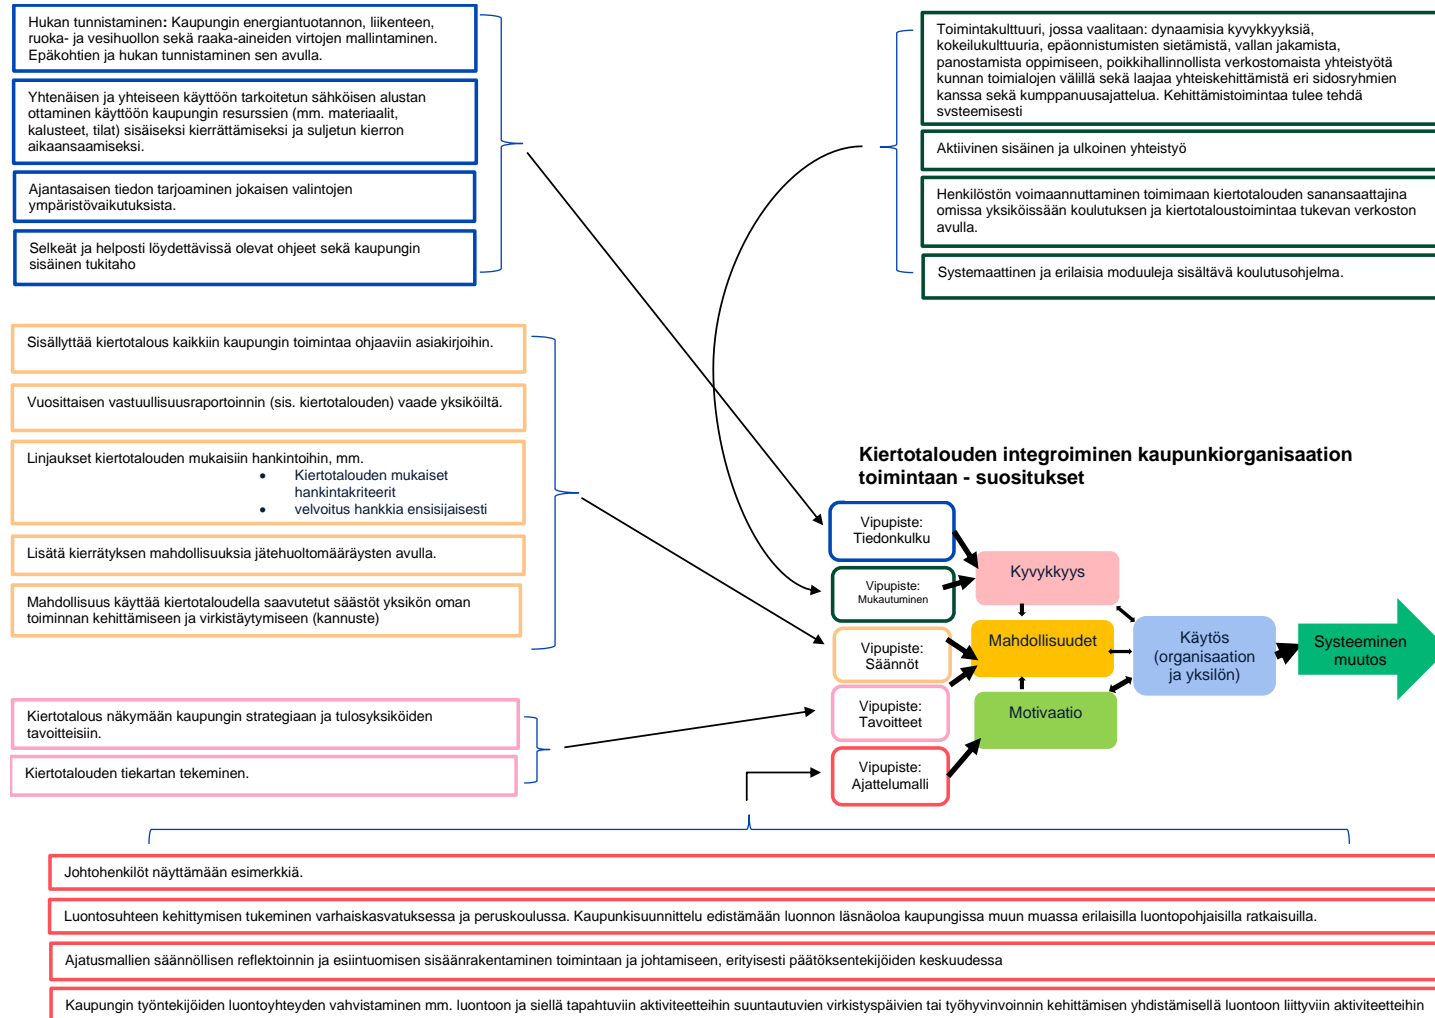 Hukan tunnistaminen: Kaupungin energiantuotannon, liikenteen,
ruoka- ja vesihuollon sekä raaka-aineiden virtojen mallintaminen.
Epäkohtien ja hukan tunnistaminen sen avulla.
Yhtenäisen ja yhteiseen käyttöön tarkoitetun sähköisen alustan
ottaminen käyttöön kaupungin resurssien (mm. materiaalit,
kalusteet, tilat) sisäiseksi kierrättämiseksi ja suljetun kierron
aikaansaamiseksi.
Ajantasaisen tiedon tarjoaminen jokaisen valintojen
ympäristövaikutuksista.
Selkeät ja helposti löydettävissä olevat ohjeet sekä kaupungin
sisäinen tukitaho
Toimintakulttuuri, jossa vaalitaan: dynaamisia kyvykkyyksiä,
kokeilukulttuuria, epäonnistumisten sietämistä, vallan jakamista,
panostamista oppimiseen, poikkihallinnollista verkostomaista yhteistyötä
kunnan toimialojen välillä sekä laajaa yhteiskehittämistä eri sidosryhmien
kanssa sekä kumppanuusajattelua. Kehittämistoimintaa tulee tehdä
systeemisesti
Aktiivinen sisäinen ja ulkoinen yhteistyö
Henkilöstön voimaannuttaminen toimimaan kiertotalouden sanansaattajina
omissa yksiköissään koulutuksen ja kiertotaloustoimintaa tukevan verkoston
avulla.
Systemaattinen ja erilaisia moduuleja sisältävä koulutusohjelma.
Sisällyttää kiertotalous kaikkiin kaupungin toimintaa ohjaaviin asiakirjoihin.
Vuosittaisen vastuullisuusraportoinnin (sis. kiertotalouden) vaade yksiköiltä.
Linjaukset kiertotalouden mukaisiin hankintoihin, mm.
• Kiertotalouden mukaiset
hankintakriteerit
• velvoitus hankkia ensisijaisesti
Lisätä kierrätyksen mahdollisuuksia jätehuoltomääräysten avulla.
Mahdollisuus käyttää kiertotaloudella saavutetut säästöt yksikön oman
toiminnan kehittämiseen ja virkistäytymiseen (kannuste)
Kiertotalous näkymään kaupungin strategiaan ja tulosyksiköiden
tavoitteisiin.
Kiertotalouden tiekartan tekeminen.
Kiertotalouden integroiminen kaupunkiorganisaation
toimintaan - suositukset
Vipupiste:
Tiedonkulku
Vipupiste:
Mukautuminen
Vipupiste:
Säännöt
Vipupiste:
Tavoitteet
Vipupiste:
Ajattelumalli
Kyvykkyys
Mahdollisuudet
Motivaatio
Käytös
(organisaation
ja yksilön)
Systeeminen
muutos
Johtohenkilöt näyttämään esimerkkiä.
Luontosuhteen kehittymisen tukeminen varhaiskasvatuksessa ja peruskoulussa. Kaupunkisuunnittelu edistämään luonnon läsnäoloa kaupungissa muun muassa erilaisilla luontopohjaisilla ratkaisuilla.
Ajatusmallien säännöllisen reflektoinnin ja esiintuomisen sisäänrakentaminen toimintaan ja johtamiseen, erityisesti päätöksentekijöiden keskuudessa
Kaupungin työntekijöiden luontoyhteyden vahvistaminen mm. luontoon ja siellä tapahtuviin aktiviteetteihin suuntautuvien virkistyspäivien tai työhyvinvoinnin kehittämisen yhdistämisellä luontoon liittyviin aktiviteetteihin